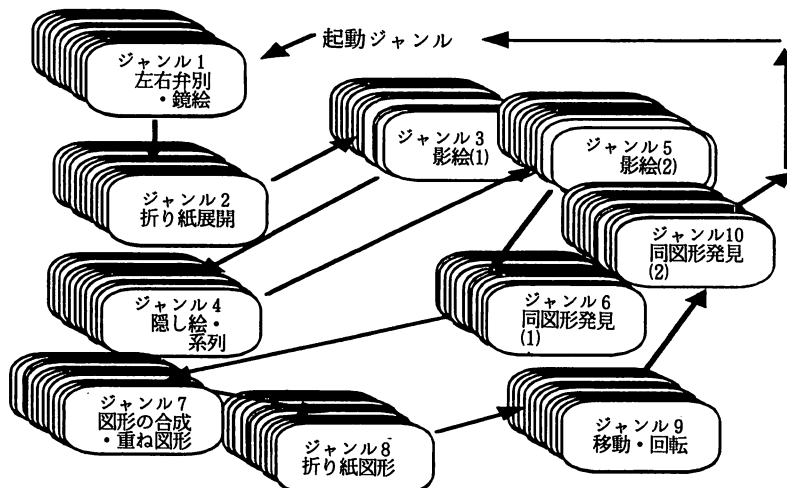 起動ジャンル
ジャンル1
左右弁別
・鏡絵
ジャンル2
折り紙展開
ジャンル3
影絵(1)
ジャンル4
隠し絵・
系列
ジャンル5
影絵(2)
ジャンル6
同図形発見
(1)
ジャンル7
図形の合成
・重ね図形
ジャンル8
折り紙図形
ジャンル9
移動・回転
ジャンル10
同図形発見
(2)